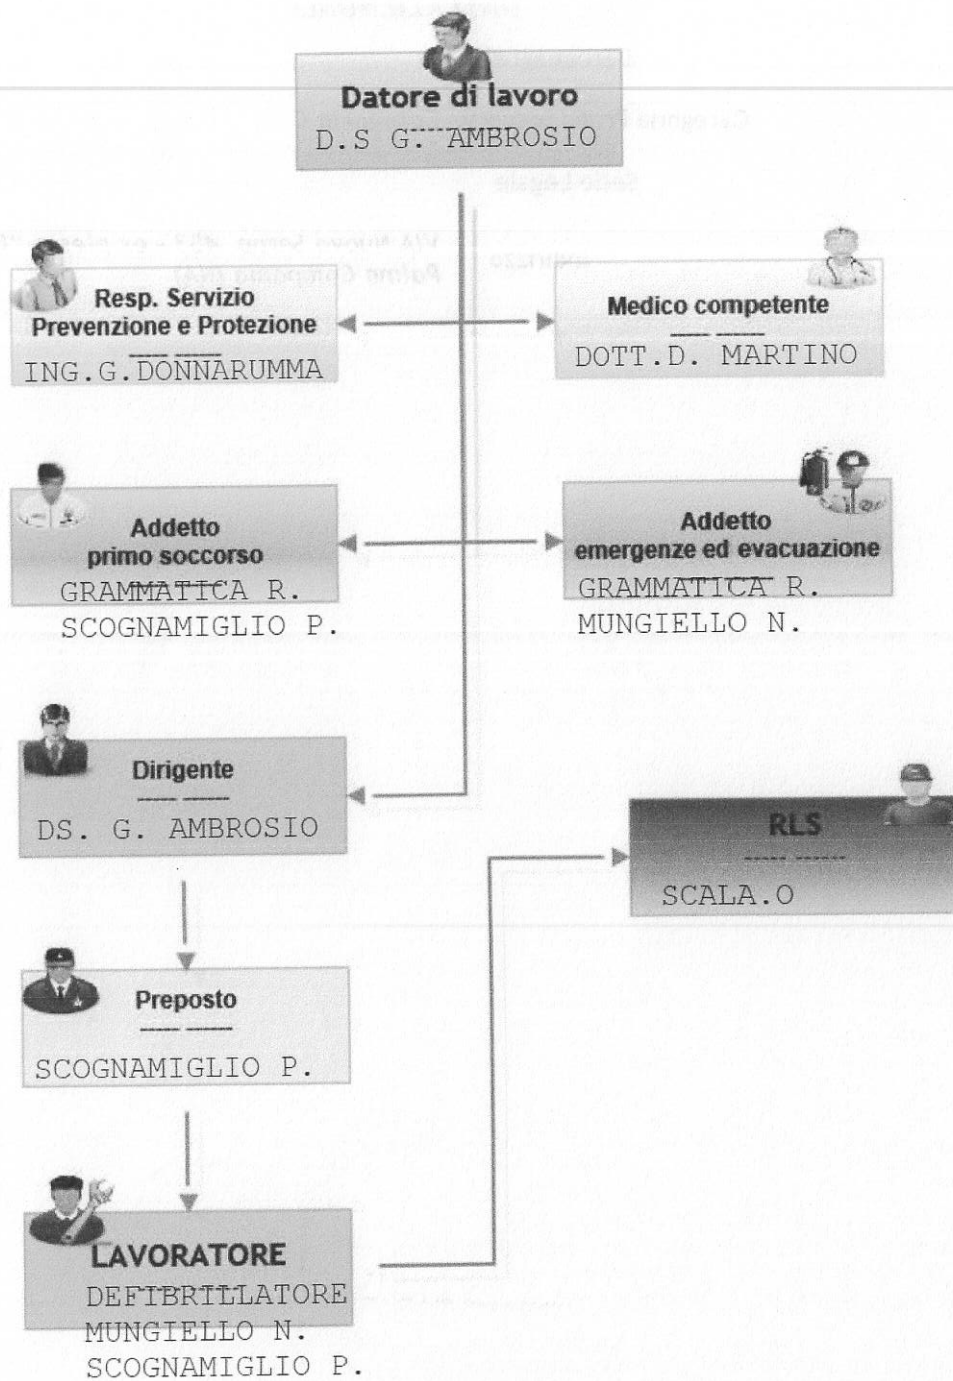 Datore di lavoro
D.S G. AMBROSIO
Resp. Servizio
Prevenzione e Protezione
ING.G.DONNARUMMA
Medico competente
DOTT.D. MARTINO
Addetto
primo soccorso
GRAMMATICA R.
SCOGNAMIGLIO P.
Addetto
emergenze ed evacuazione
GRAMMATICA R.
MUNGIELLO N.
Dirigente
DS. G. AMBROSIO
RLS
SCALA.O
Preposto
SCOGNAMIGLIO P.
LAVORATORE
DEFIBRILLATORE
MUNGIELLO N.
SCOGNAMIGLIO P.